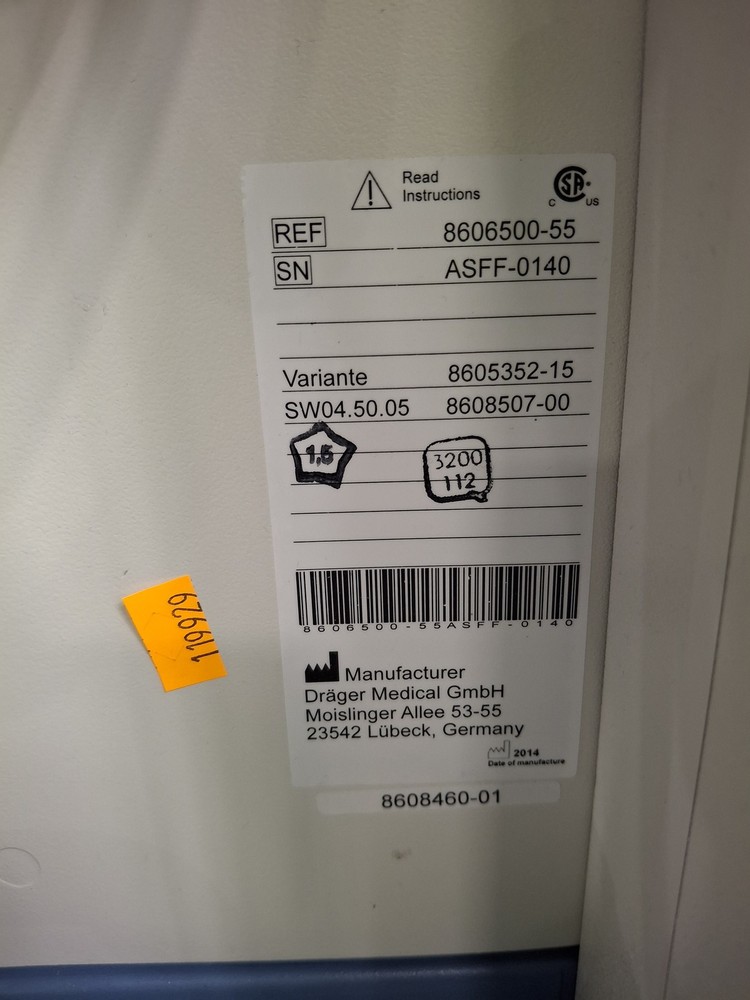 Read
Instructions
C SA US
REF 8606500-55
SN ASFF-0140
Variante 8605352-15
SW04.50.05 8608507-00
1,5
3200
112
8606500-55ASFF-0140
119929
Manufacturer
Dräger Medical GmbH
Moislinger Allee 53-55
23542 Lübeck, Germany
2014
Date of manufacture
8608460-01